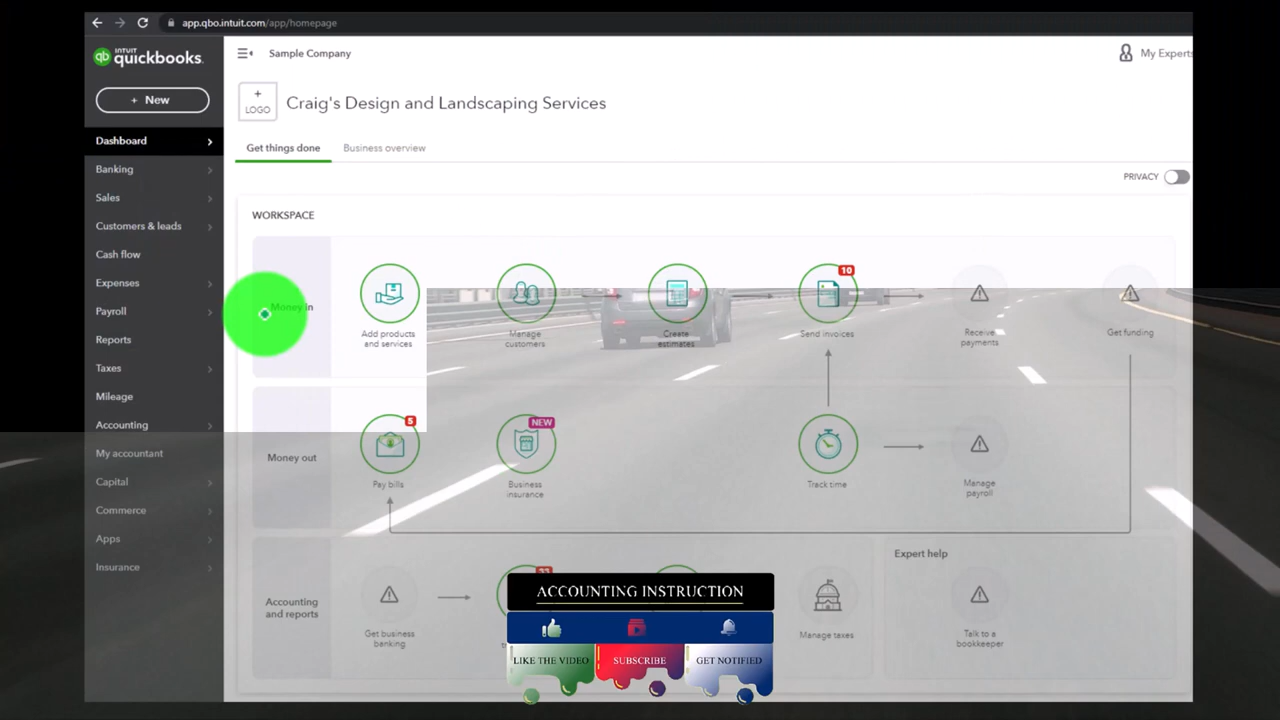 app.qbo.intuit.com/app/homepage
INTUIT
quickbooks.
Sample Company
My Experts
+ New
+
LOGO
Craig's Design and Landscaping Services
Dashboard
Banking
Sales
Customers & leads
Cash flow
Expenses
Payroll
Reports
Taxes
Mileage
Accounting
My accountant
Capital
Commerce
Apps
Insurance
Get things done
Business overview
PRIVACY
WORKSPACE
Money in
Add products
and services
Manage
customers
Create
estimates
10
Send invoices
Receive
payments
Get funding
Money out
5
Pay bills
NEW
Business
insurance
Track time
Manage
payroll
Accounting
and reports
Get business
banking
Manage taxes
Expert help
Talk to a
bookkeeper
ACCOUNTING INSTRUCTION
LIKE THE VIDEO
SUBSCRIBE
GET NOTIFIED